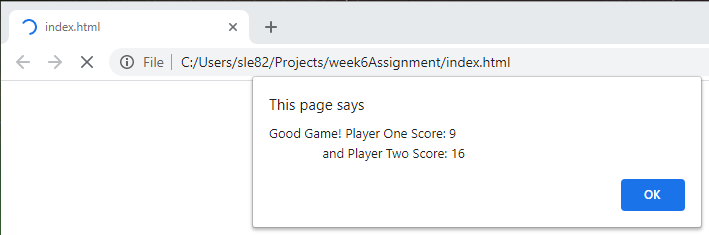 index.html
File
C:/Users/sle82/Projects/week6Assignment/index.html
This page says
Good Game! Player One Score: 9
and Player Two Score: 16
OK